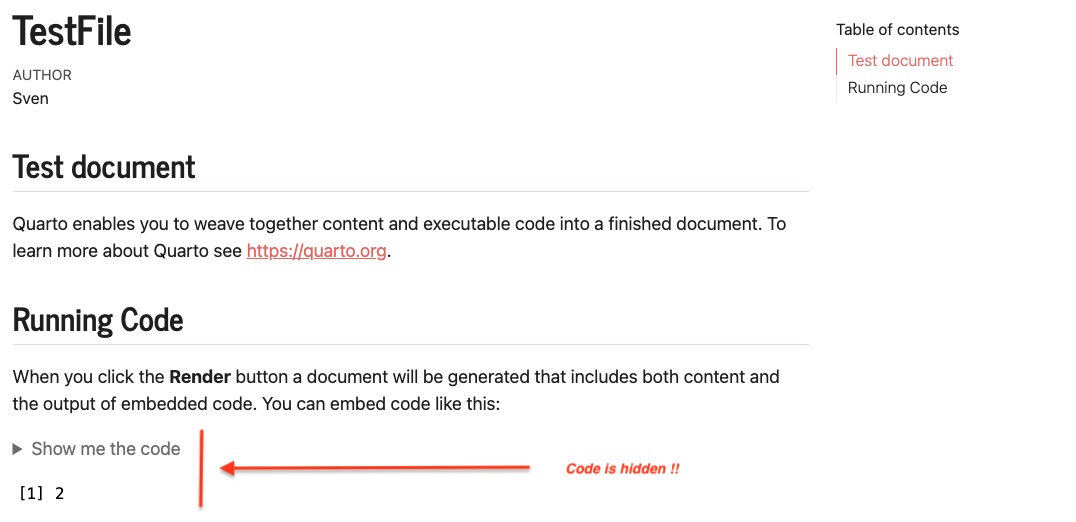 TestFile
AUTHOR
Sven
Table of contents
Test document
Running Code
Test document
Quarto enables you to weave together content and executable code into a finished document. To
learn more about Quarto see https://quarto.org.
Running Code
When you click the Render button a document will be generated that includes both content and
the output of embedded code. You can embed code like this:
Show me the code
Code is hidden !!
[1] 2